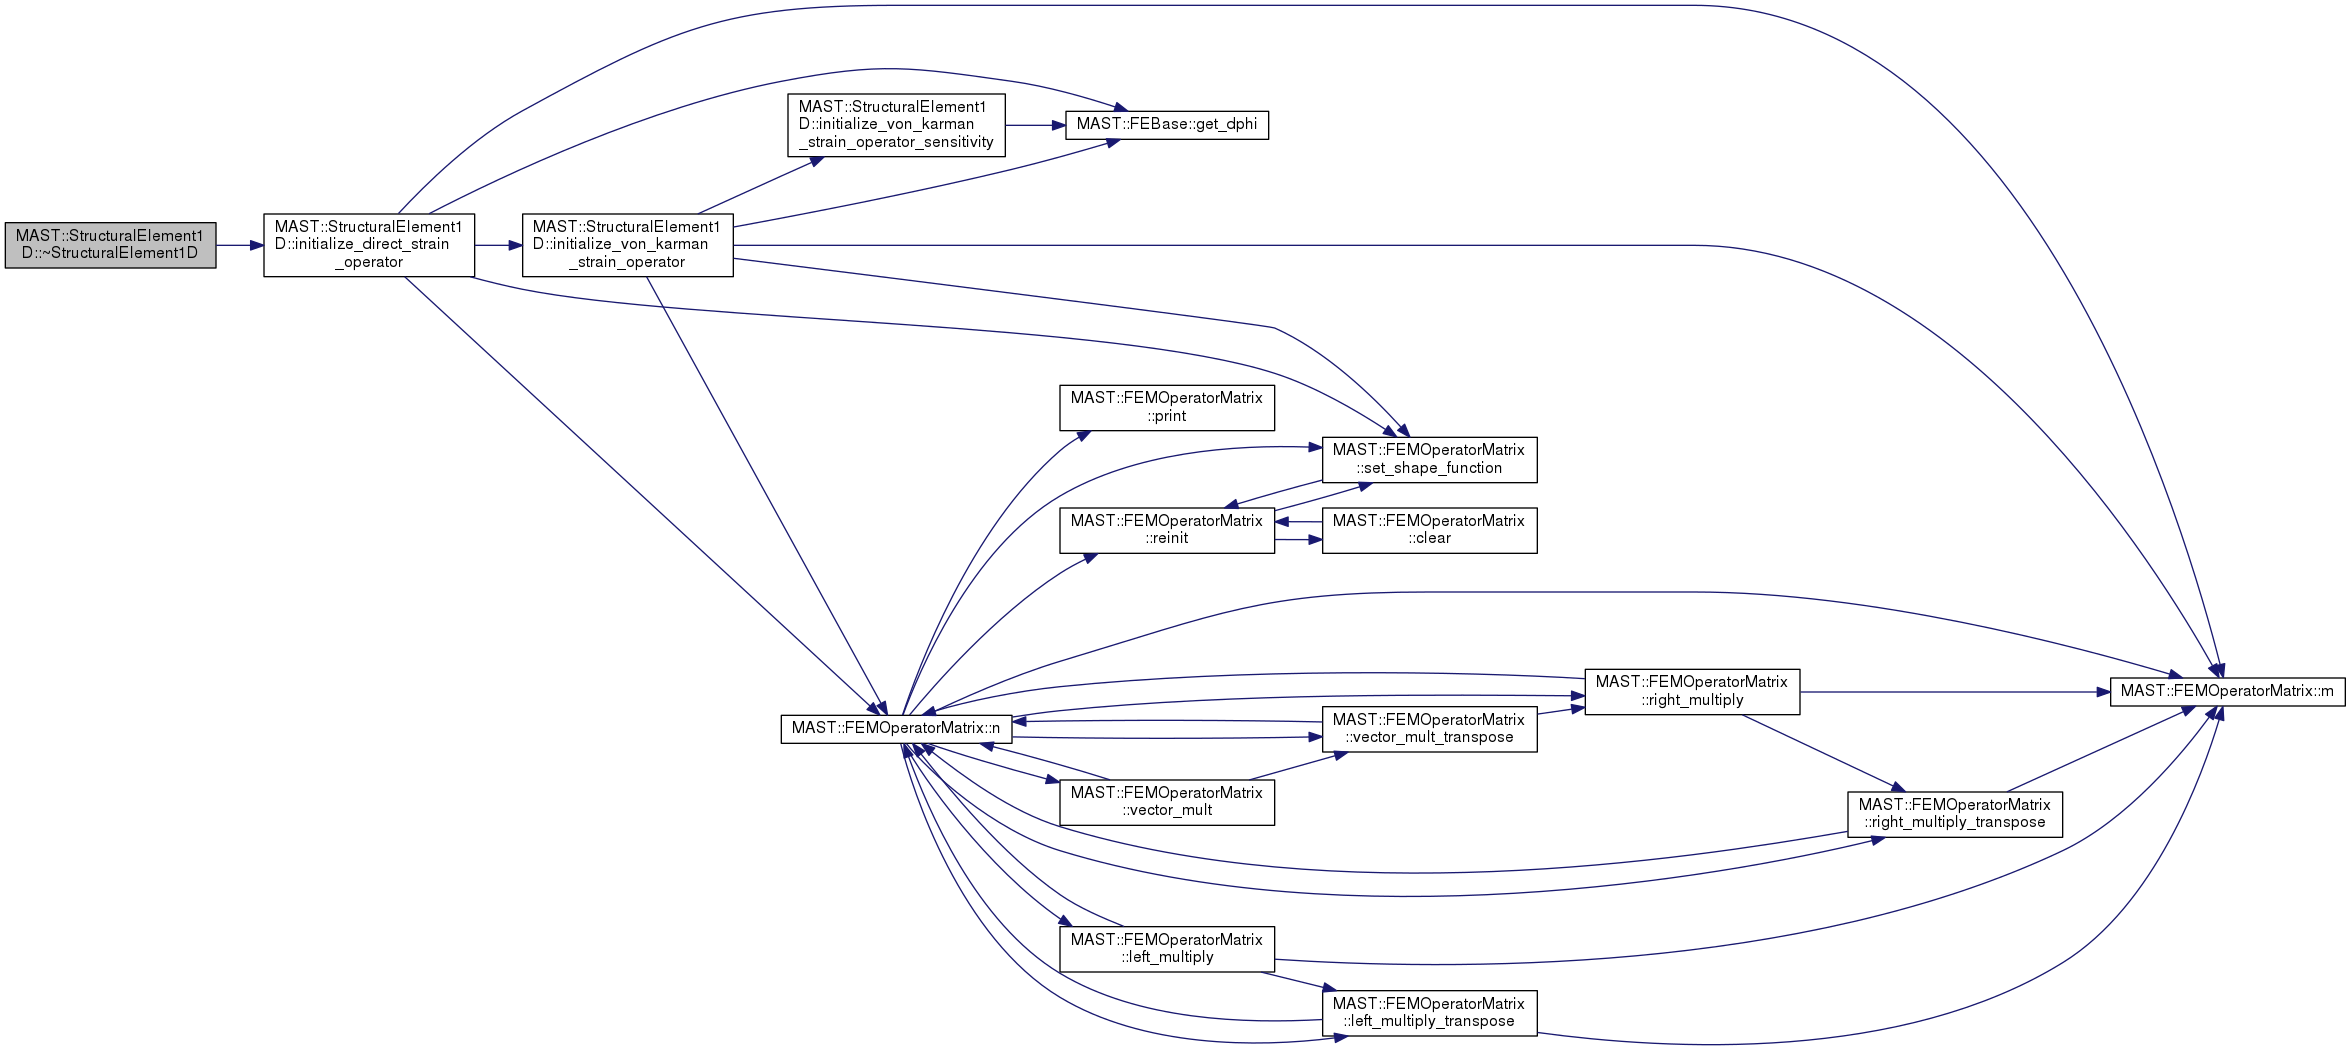 MAST::StructuralElement1
D::~StructuralElement1D
MAST::StructuralElement1
D::initialize_direct_strain
_operator
MAST::StructuralElement1
D::initialize_von_karman
_strain_operator
MAST::StructuralElement1
D::initialize_von_karman
_strain_operator_sensitivity
MAST::FEBase::get_dphi
MAST::FEMOperatorMatrix
::print
MAST::FEMOperatorMatrix
::set_shape_function
MAST::FEMOperatorMatrix
::reinit
MAST::FEMOperatorMatrix
::clear
MAST::FEMOperatorMatrix::n
MAST::FEMOperatorMatrix
::right_multiply
MAST::FEMOperatorMatrix::m
MAST::FEMOperatorMatrix
::vector_mult_transpose
MAST::FEMOperatorMatrix
::vector_mult
MAST::FEMOperatorMatrix
::right_multiply_transpose
MAST::FEMOperatorMatrix
::left_multiply
MAST::FEMOperatorMatrix
::left_multiply_transpose